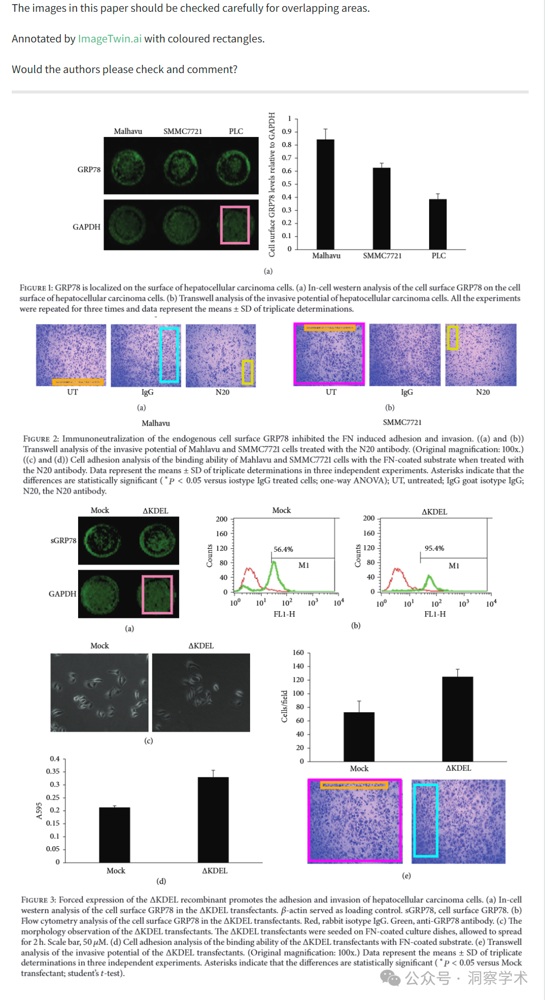 The images in this paper should be checked carefully for overlapping areas.
Annotated by ImageTwin.ai with coloured rectangles.
Would the authors please check and comment?
Malhavu SMMC7721 PLC
GRP78
GAPDH
Cell surface GRP78 levels relative to GAPDH
1
0.9
0.8
0.7
0.6
0.5
0.4
0.3
0.2
0.1
0
Malhavu SMMC7721 PLC
(a)
FIGURE 1: GRP78 is localized on the surface of hepatocellular carcinoma cells. (a) In-cell western analysis of the cell surface GRP78 on the cell
surface of hepatocellular carcinoma cells. (b) Transwell analysis of the invasive potential of hepatocellular carcinoma cells. All the experiments
were repeated for three times and data represent the means ± SD of triplicate determinations.
UT IgG N20 UT IgG N20
(a) (b)
Malhavu SMMC7721
FIGURE 2: Immunoneutralization of the endogenous cell surface GRP78 inhibited the FN induced adhesion and invasion. ((a) and (b))
Transwell analysis of the invasive potential of Mahlavu and SMMC7721 cells treated with the N20 antibody. (Original magnification: 100x.)
((c) and (d)) Cell adhesion analysis of the binding ability of Mahlavu and SMMC7721 cells with the FN-coated substrate when treated with
the N20 antibody. Data represent the means ± SD of triplicate determinations in three independent experiments. Asterisks indicate that the
differences are statistically significant (*P < 0.05 versus iostype IgG treated cells; one-way ANOVA); UT, untreated; IgG goat isotype IgG;
N20, the N20 antibody.
Mock ΔKDEL
sGRP78
GAPDH
(a)
Mock
Counts
200
160
120
80
40
0
56.4%
M1
10⁰ 10¹ 10² 10³ 10⁴
FL1-H
ΔKDEL
Counts
200
160
120
80
40
0
95.4%
M1
10⁰ 10¹ 10² 10³ 10⁴
FL1-H
(b)
Mock ΔKDEL
(c)
Cells/field
160
140
120
100
80
60
40
20
0
Mock ΔKDEL
A595
0.4
0.35
0.3
0.25
0.2
0.15
0.1
0.05
0
Mock ΔKDEL
(d)
(e)
FIGURE 3: Forced expression of the ΔKDEL recombinant promotes the adhesion and invasion of hepatocellular carcinoma cells. (a) In-cell
western analysis of the cell surface GRP78 in the ΔKDEL transfectants. β-actin served as loading control. sGRP78, cell surface GRP78. (b)
Flow cytometry analysis of the cell surface GRP78 in the ΔKDEL transfectants. Red, rabbit isotype IgG. Green, anti-GRP78 antibody. (c) The
morphology observation of the ΔKDEL transfectants. The ΔKDEL transfectants were seeded on FN-coated culture dishes, allowed to spread
for 2 h. Scale bar, 50 μM. (d) Cell adhesion analysis of the binding ability of the ΔKDEL transfectants with FN-coated substrate. (e) Transwell
analysis of the invasive potential of the ΔKDEL transfectants. (Original magnification: 100x.) Data represent the means ± SD of triplicate
determinations in three independent experiments. Asterisks indicate that the differences are statistically significant (*P < 0.05 versus Mock
transfectant; student's t-test).
公众号 · 洞察学术